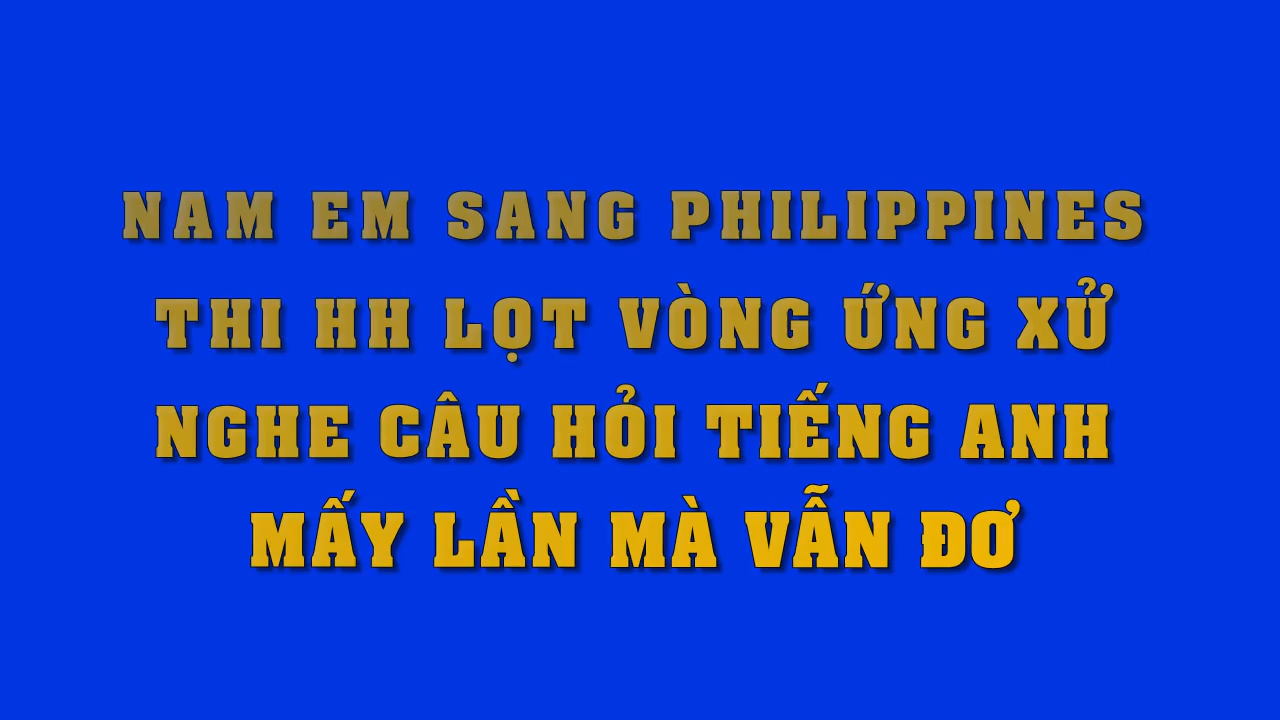 NAM EM SANG PHILIPPINES
THI HH LỌT VÒNG ỨNG XỬ
NGHE CÂU HỎI TIẾNG ANH
MẤY LẦN MÀ VẪN ĐƠ